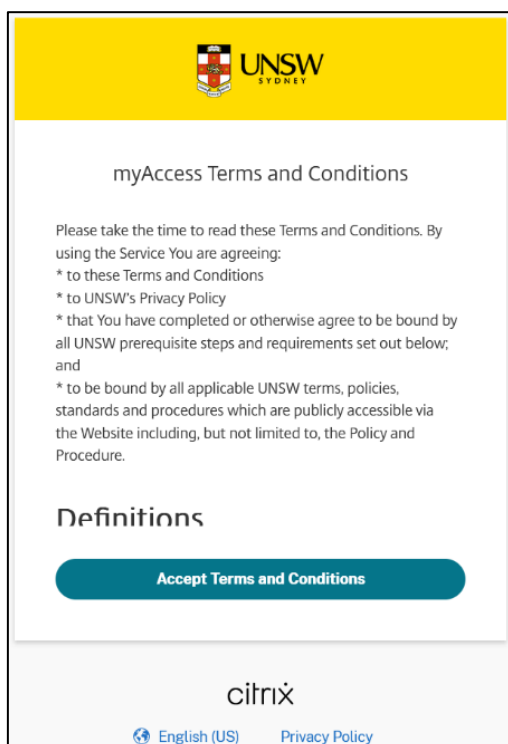 UNSW
SYDNEY
myAccess Terms and Conditions
Please take the time to read these Terms and Conditions. By
using the Service You are agreeing:
* to these Terms and Conditions
* to UNSW's Privacy Policy
* that You have completed or otherwise agree to be bound by
all UNSW prerequisite steps and requirements set out below;
and
* to be bound by all applicable UNSW terms, policies,
standards and procedures which are publicly accessible via
the Website including, but not limited to, the Policy and
Procedure.
Definitions
Accept Terms and Conditions
citrix
English (US) Privacy Policy